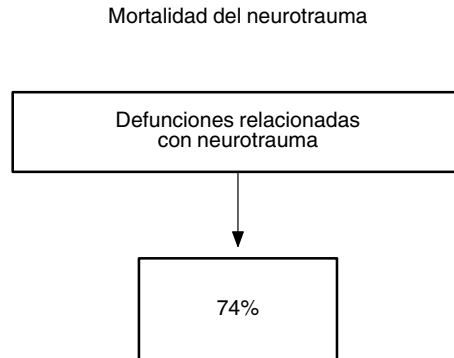 Mortalidad del neurotrauma
Defunciones relacionadas
con neurotrauma
74%